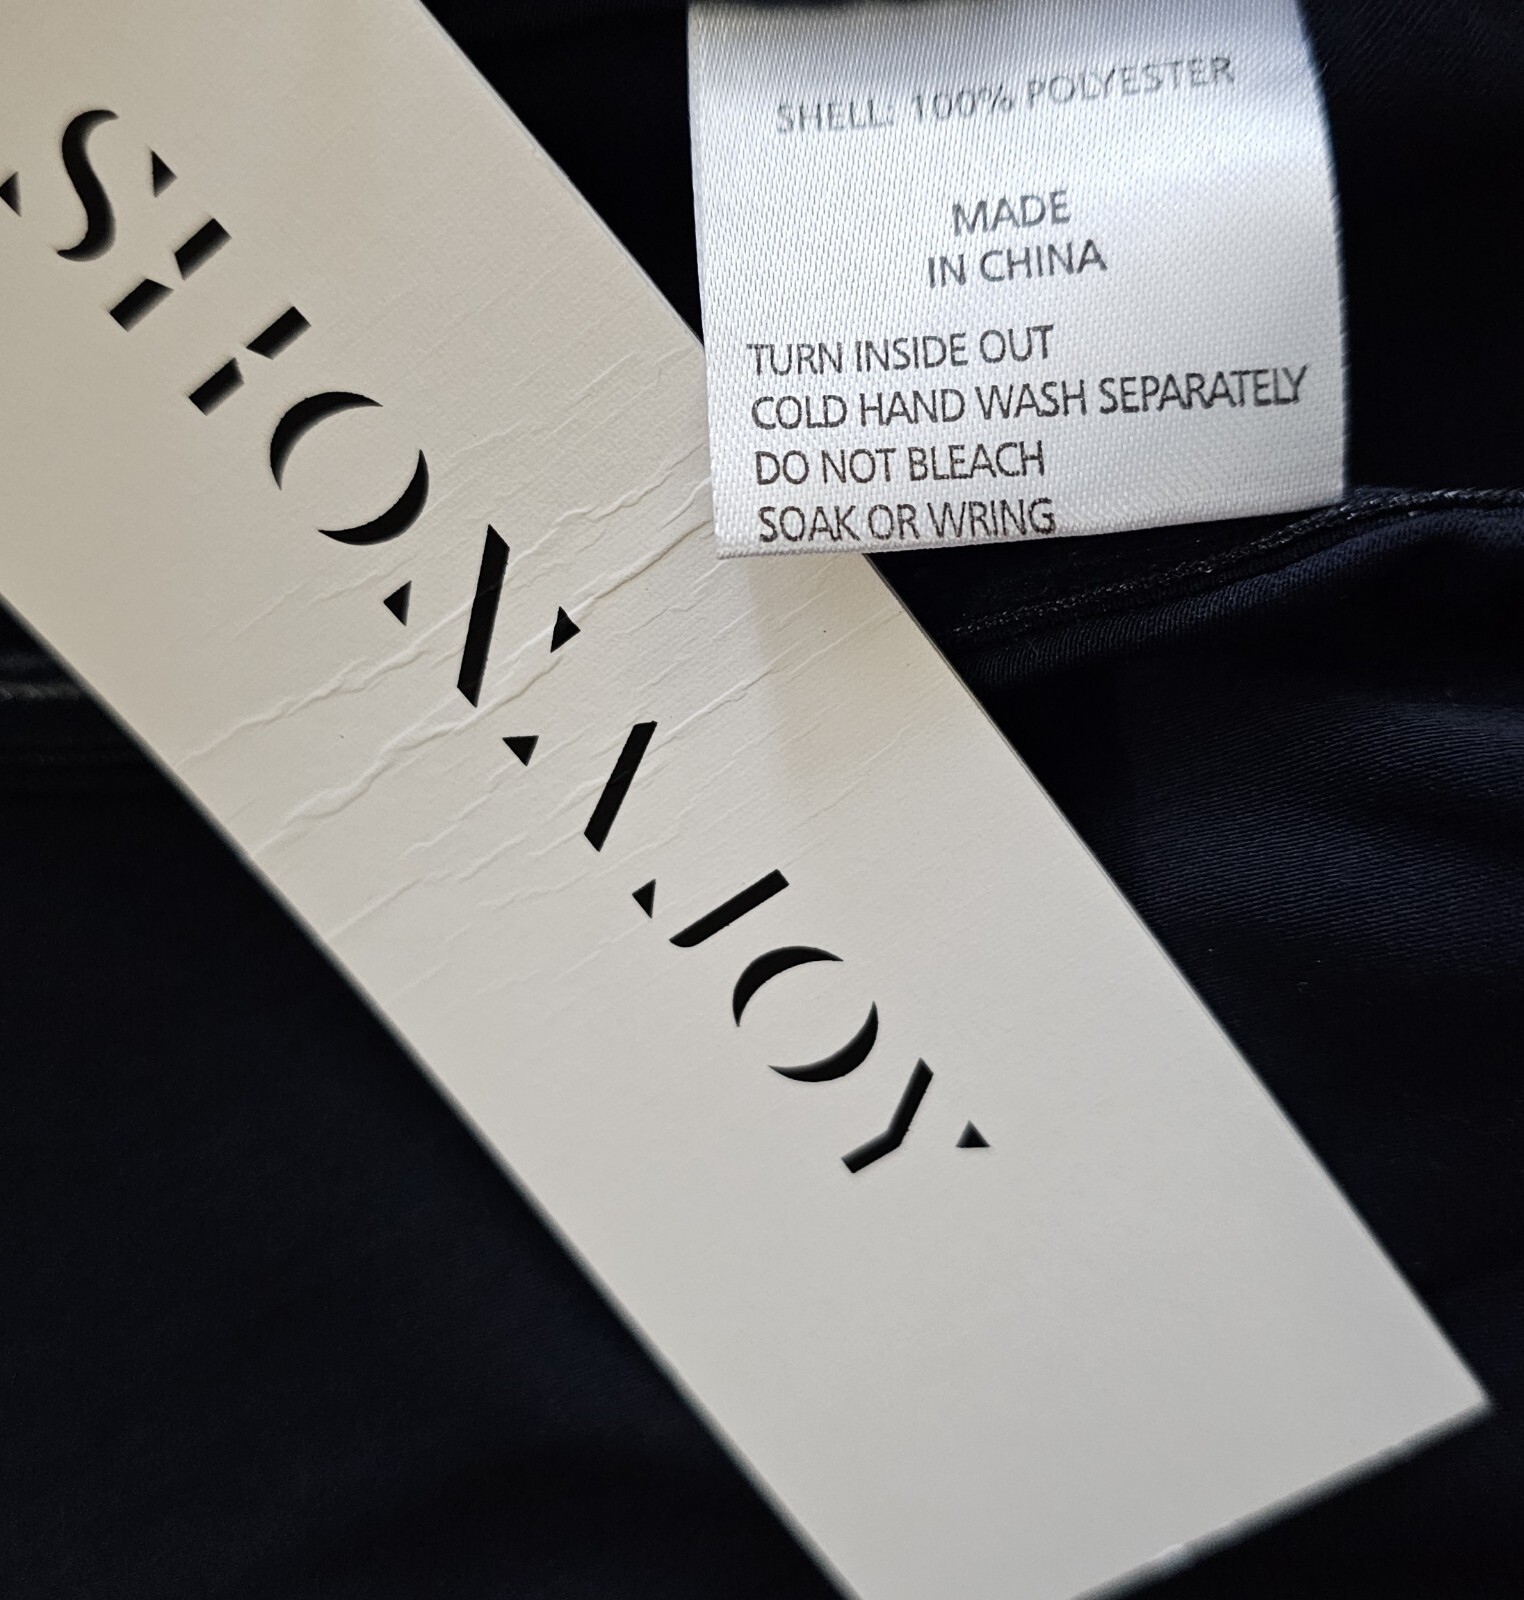 SHONA JOY
SHELL: 100% POLYESTER
MADE
IN CHINA
TURN INSIDE OUT
COLD HAND WASH SEPARATELY
DO NOT BLEACH
SOAK OR WRING